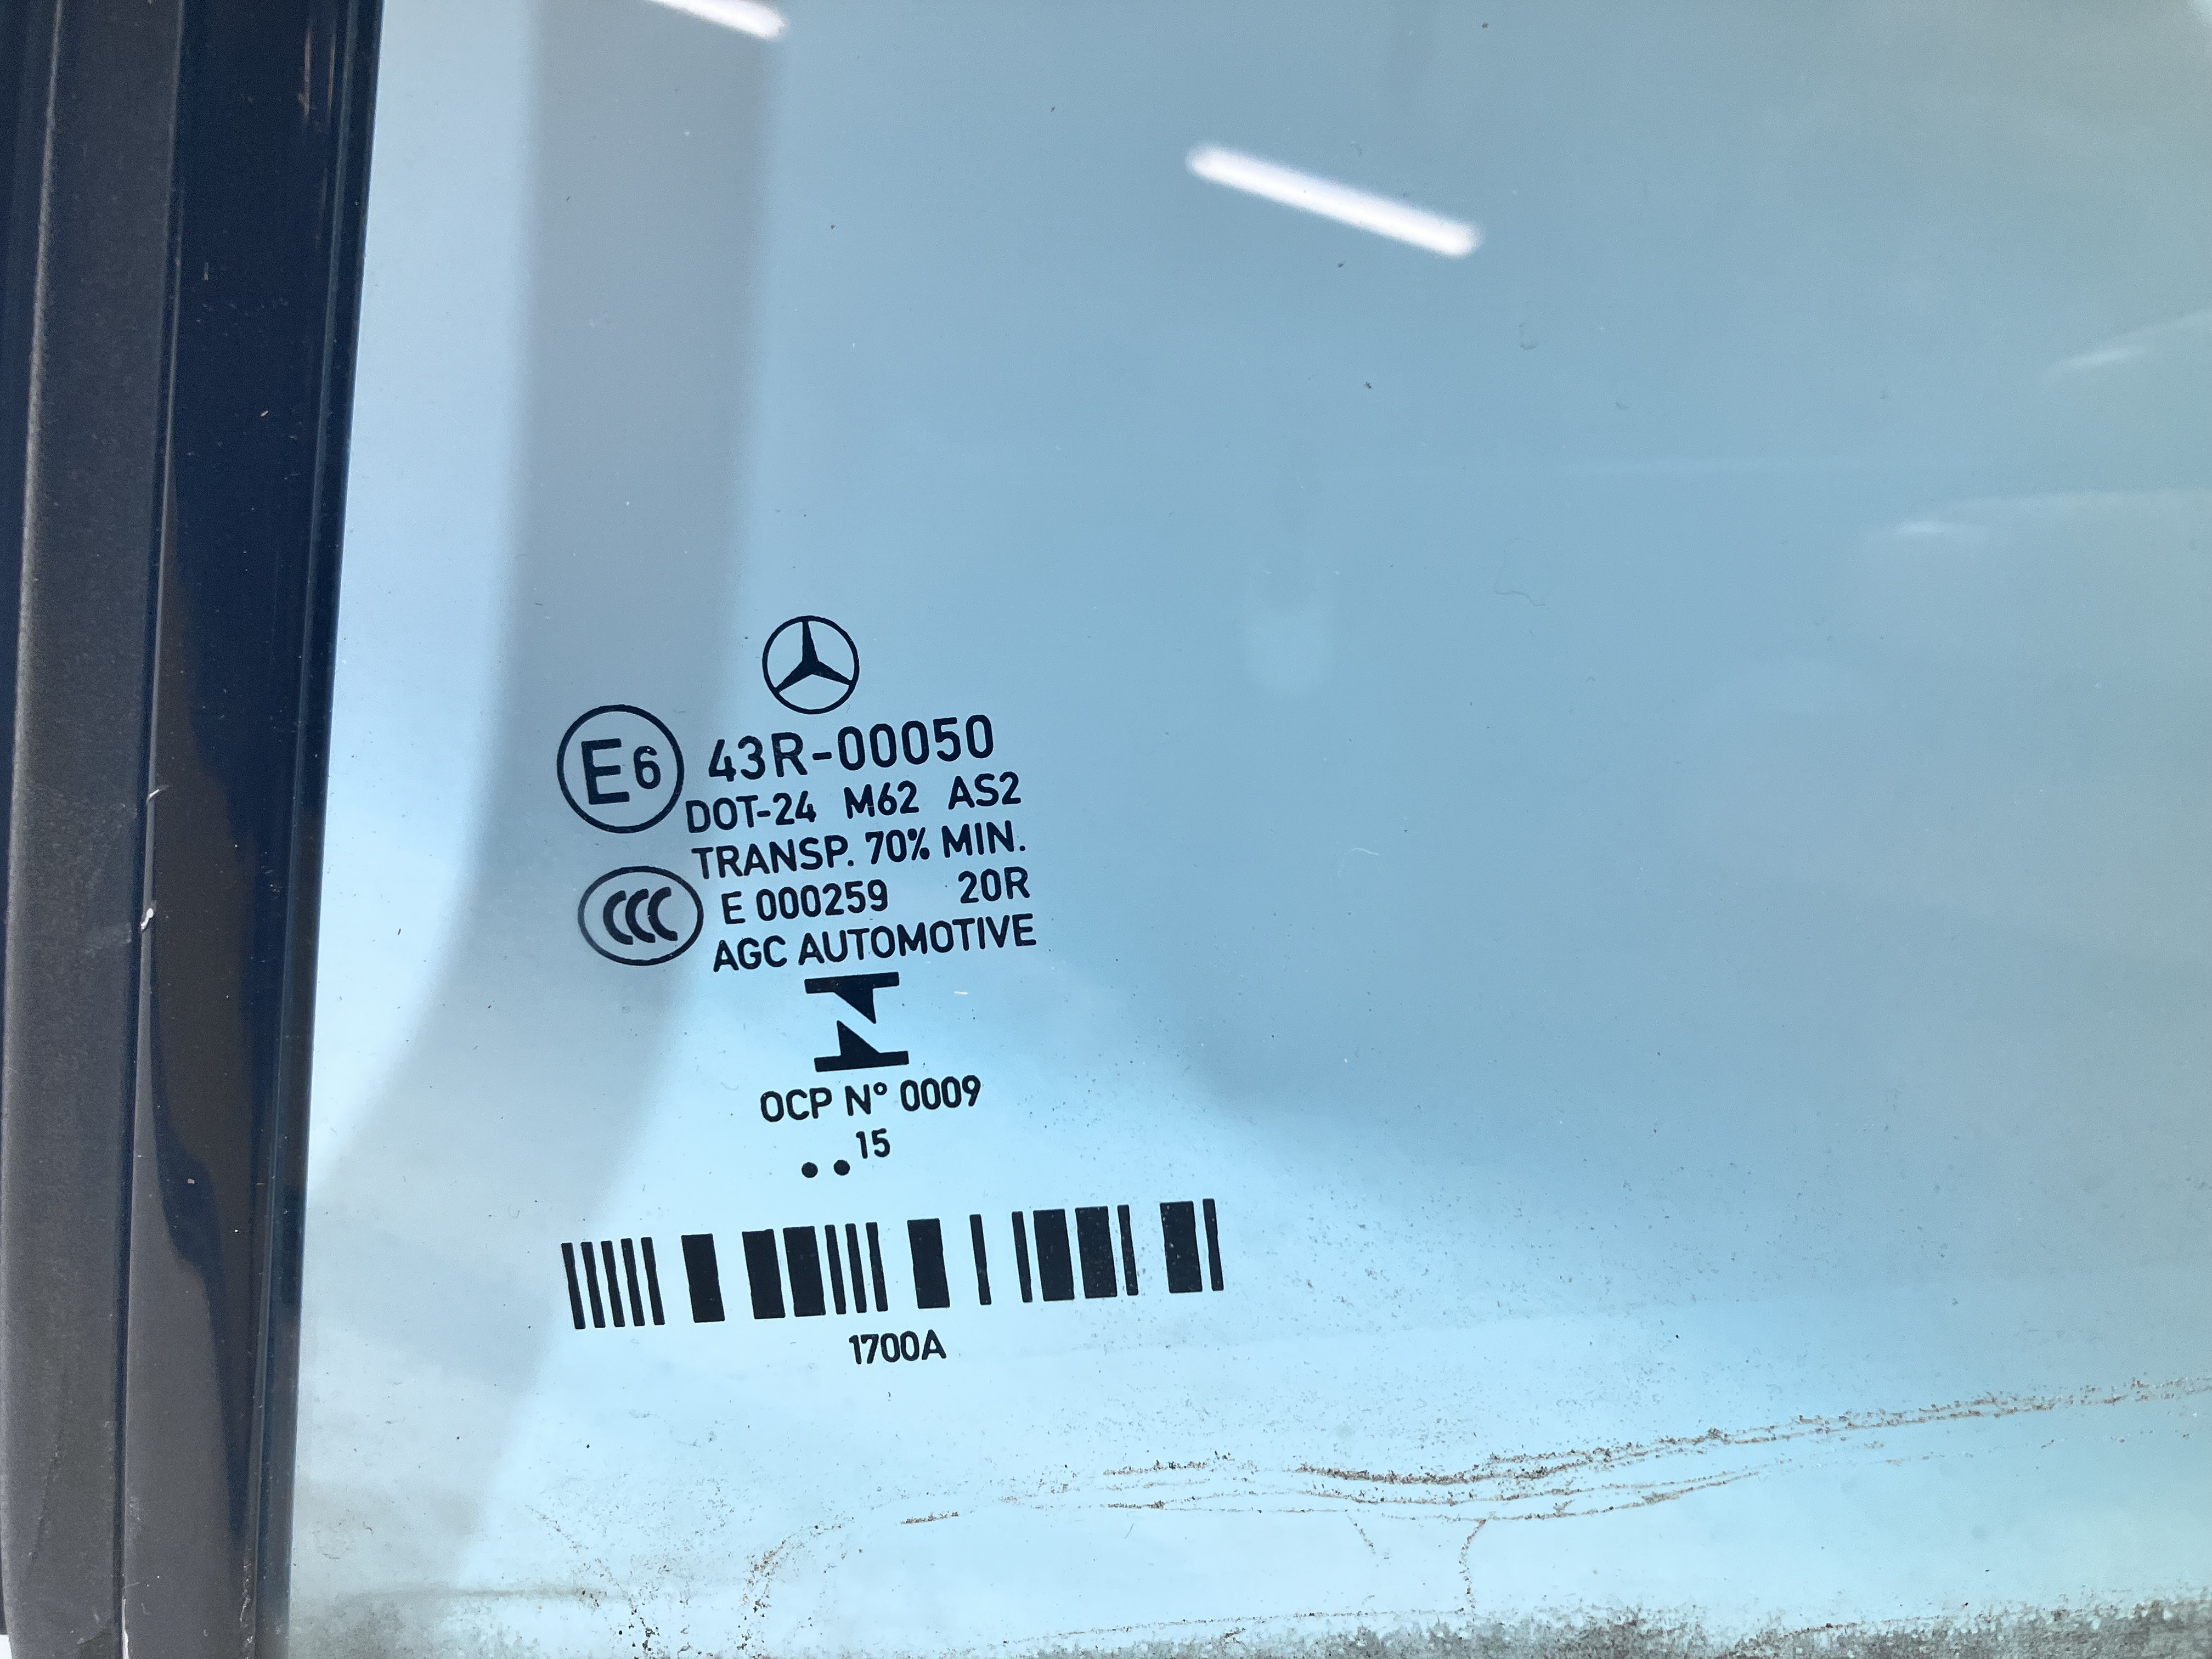 E6 43R-00050
DOT-24 M62 AS2
TRANSP. 70% MIN.
CCC E 000259 20R
AGC AUTOMOTIVE
OCP N° 0009
..15
1700A